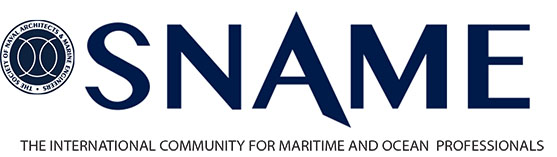 THE SOCIETY OF NAVAL ARCHITECTS & MARINE ENGINEERS
SNAME
THE INTERNATIONAL COMMUNITY FOR MARITIME AND OCEAN PROFESSIONALS